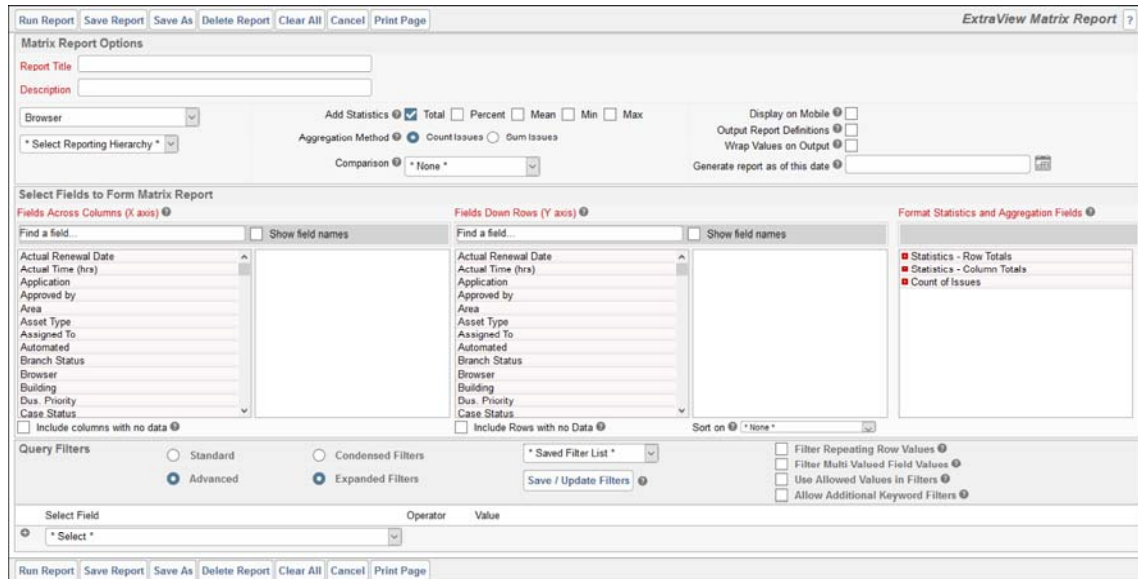 Run Report Save Report Save As Delete Report Clear All Cancel Print Page ExtraView Matrix Report ?
Matrix Report Options
Report Title
Description
Browser Add Statistics Total Percent Mean Min Max Display on Mobile
* Select Reporting Hierarchy * Aggregation Method Count Issues Sum Issues Output Report Definitions
Wrap Values on Output
Comparison * None * Generate report as of this date
Select Fields to Form Matrix Report
Fields Across Columns (X axis) Fields Down Rows (Y axis) Format Statistics and Aggregation Fields
Find a field... Show field names Find a field... Show field names
Actual Renewal Date Actual Renewal Date Statistics - Row Totals
Actual Time (hrs) Actual Time (hrs) Statistics - Column Totals
Application Application Count of Issues
Approved by Approved by
Area Area
Asset Type Asset Type
Assigned To Assigned To
Automated Automated
Branch Status Branch Status
Browser Browser
Building Building
Dus. Priority Dus. Priority
Case Status Case Status
Include columns with no data Include Rows with no Data Sort on * None *
Query Filters Standard Condensed Filters * Saved Filter List * Filter Repeating Row Values
Filter Multi Valued Field Values
Advanced Expanded Filters Save / Update Filters Use Allowed Values in Filters
Allow Additional Keyword Filters
Select Field Operator Value
* Select *
Run Report Save Report Save As Delete Report Clear All Cancel Print Page